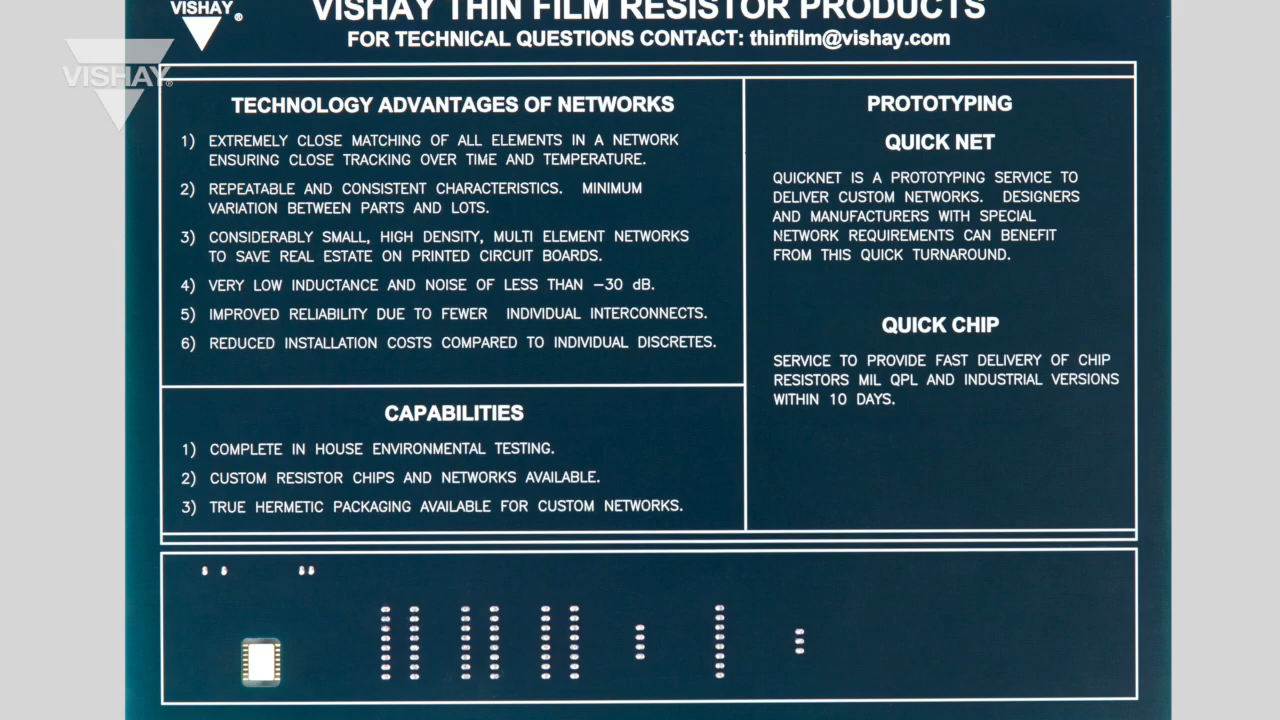 VISHAY®
VISHAY THIN FILM RESISTOR PRODUCTS
FOR TECHNICAL QUESTIONS CONTACT: thinfilm@vishay.com
VISHAY®
TECHNOLOGY ADVANTAGES OF NETWORKS
1) EXTREMELY CLOSE MATCHING OF ALL ELEMENTS IN A NETWORK
ENSURING CLOSE TRACKING OVER TIME AND TEMPERATURE.
2) REPEATABLE AND CONSISTENT CHARACTERISTICS. MINIMUM
VARIATION BETWEEN PARTS AND LOTS.
3) CONSIDERABLY SMALL, HIGH DENSITY, MULTI ELEMENT NETWORKS
TO SAVE REAL ESTATE ON PRINTED CIRCUIT BOARDS.
4) VERY LOW INDUCTANCE AND NOISE OF LESS THAN −30 dB.
5) IMPROVED RELIABILITY DUE TO FEWER INDIVIDUAL INTERCONNECTS.
6) REDUCED INSTALLATION COSTS COMPARED TO INDIVIDUAL DISCRETES.
CAPABILITIES
1) COMPLETE IN HOUSE ENVIRONMENTAL TESTING.
2) CUSTOM RESISTOR CHIPS AND NETWORKS AVAILABLE.
3) TRUE HERMETIC PACKAGING AVAILABLE FOR CUSTOM NETWORKS.
PROTOTYPING
QUICK NET
QUICKNET IS A PROTOTYPING SERVICE TO
DELIVER CUSTOM NETWORKS. DESIGNERS
AND MANUFACTURERS WITH SPECIAL
NETWORK REQUIREMENTS CAN BENEFIT
FROM THIS QUICK TURNAROUND.
QUICK CHIP
SERVICE TO PROVIDE FAST DELIVERY OF CHIP
RESISTORS MIL QPL AND INDUSTRIAL VERSIONS
WITHIN 10 DAYS.